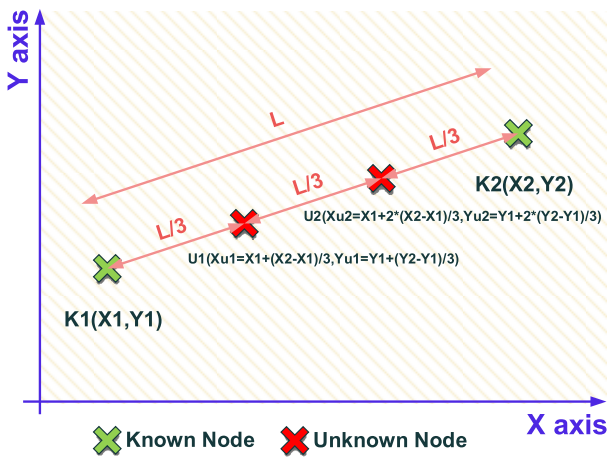 Y axis
L
L/3
L/3
L/3
K2(X2,Y2)
U2(Xu2=X1+2*(X2-X1)/3,Yu2=Y1+2*(Y2-Y1)/3)
U1(Xu1=X1+(X2-X1)/3,Yu1=Y1+(Y2-Y1)/3)
K1(X1,Y1)
X axis
Known Node
Unknown Node